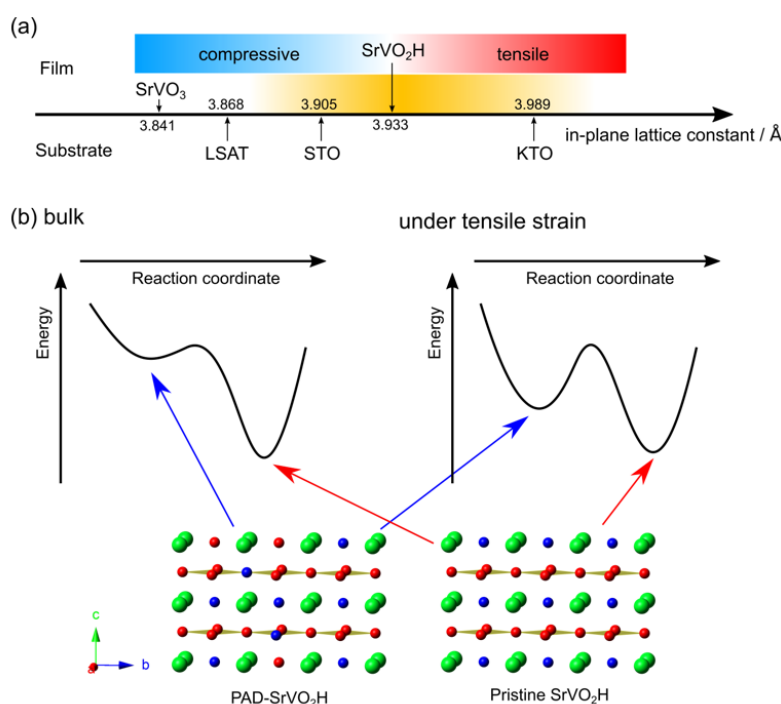 (a)
compressive
SrVO₂H
tensile
Film
SrVO₃
3.868
3.905
3.989
3.841
3.933
in-plane lattice constant / Å
Substrate
LSAT
STO
KTO
(b) bulk
under tensile strain
Reaction coordinate
Reaction coordinate
Energy
Energy
c
a
b
PAD-SrVO₂H
Pristine SrVO₂H